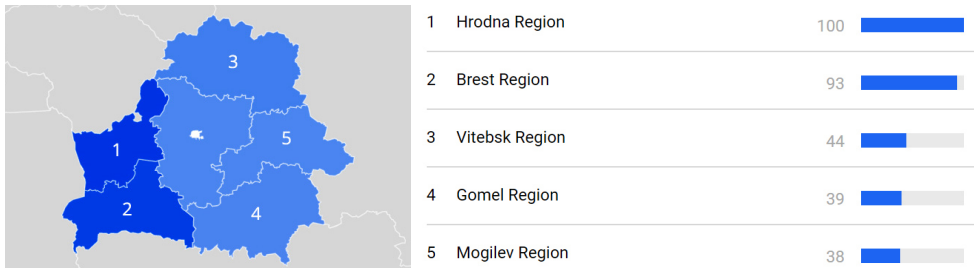 3
1
5
2
4
1 Hrodna Region 100
2 Brest Region 93
3 Vitebsk Region 44
4 Gomel Region 39
5 Mogilev Region 38